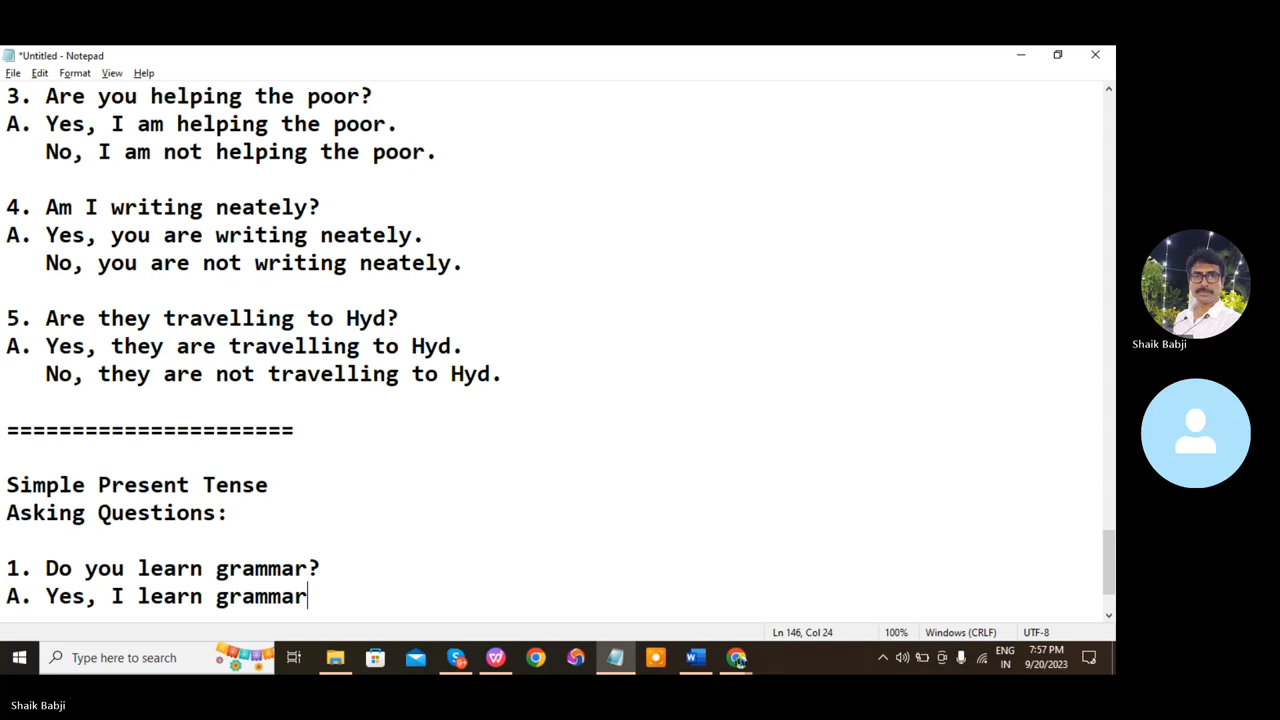 *Untitled - Notepad
File Edit Format View Help
3. Are you helping the poor?
A. Yes, I am helping the poor.
No, I am not helping the poor.
4. Am I writing neately?
A. Yes, you are writing neately.
No, you are not writing neately.
5. Are they travelling to Hyd?
A. Yes, they are travelling to Hyd.
No, they are not travelling to Hyd.
======================
Simple Present Tense
Asking Questions:
1. Do you learn grammar?
A. Yes, I learn grammar
Shaik Babji
Ln 146, Col 24 100% Windows (CRLF) UTF-8
Type here to search
ENG
IN
7:57 PM
9/20/2023
Shaik Babji